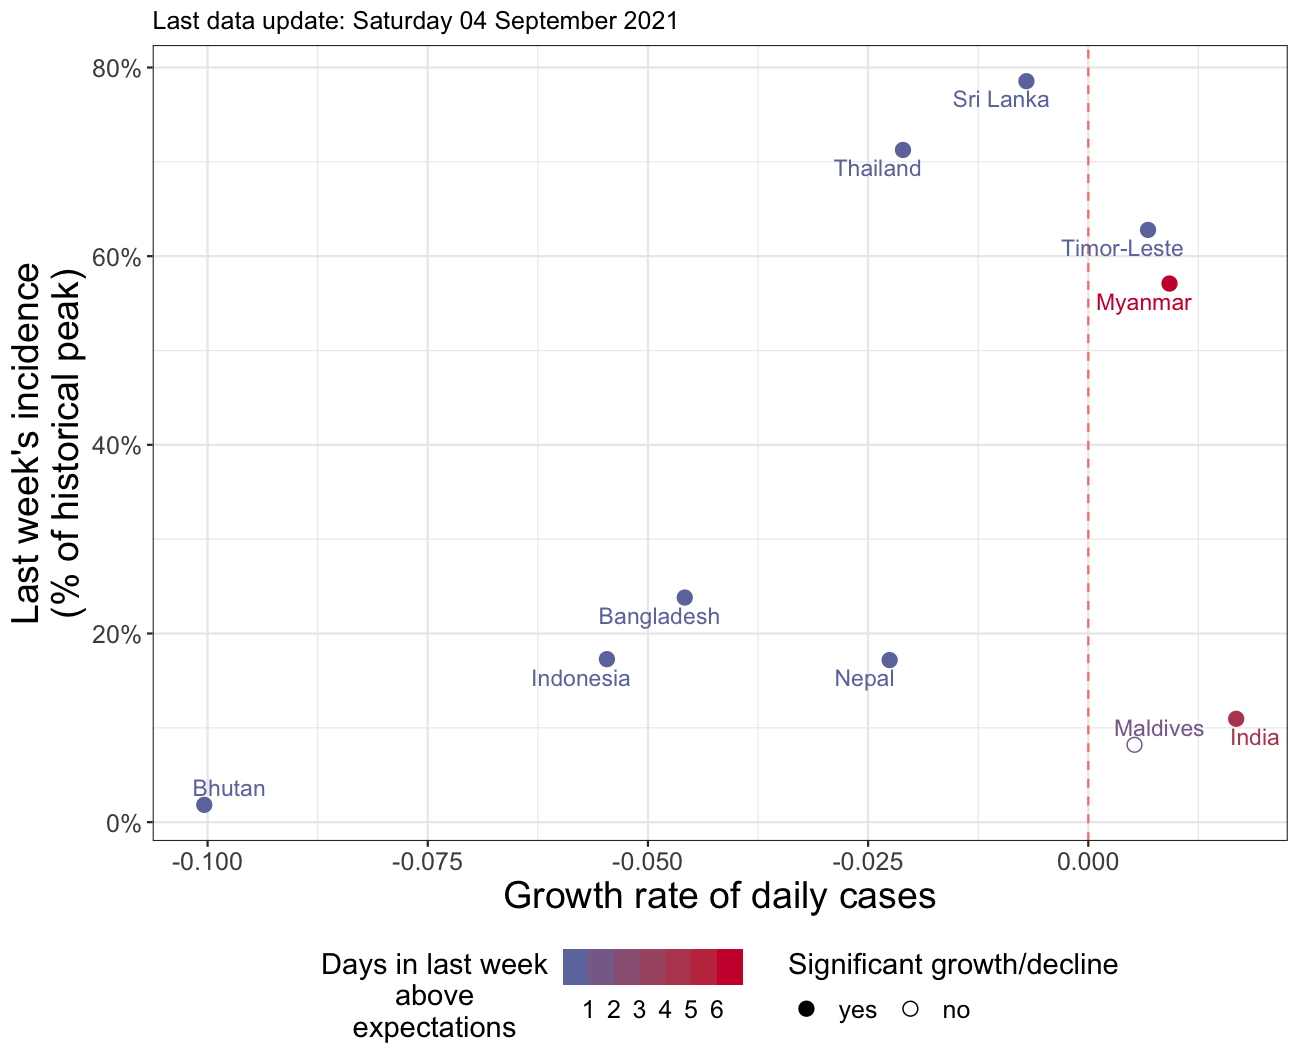 Last data update: Saturday 04 September 2021
Last week's incidence
(% of historical peak)
80%
60%
40%
20%
0%
Sri Lanka
Thailand
Timor-Leste
Myanmar
Bangladesh
Indonesia
Nepal
Maldives
India
Bhutan
-0.100 -0.075 -0.050 -0.025 0.000
Growth rate of daily cases
Days in last week
above
expectations
1 2 3 4 5 6
Significant growth/decline
yes no